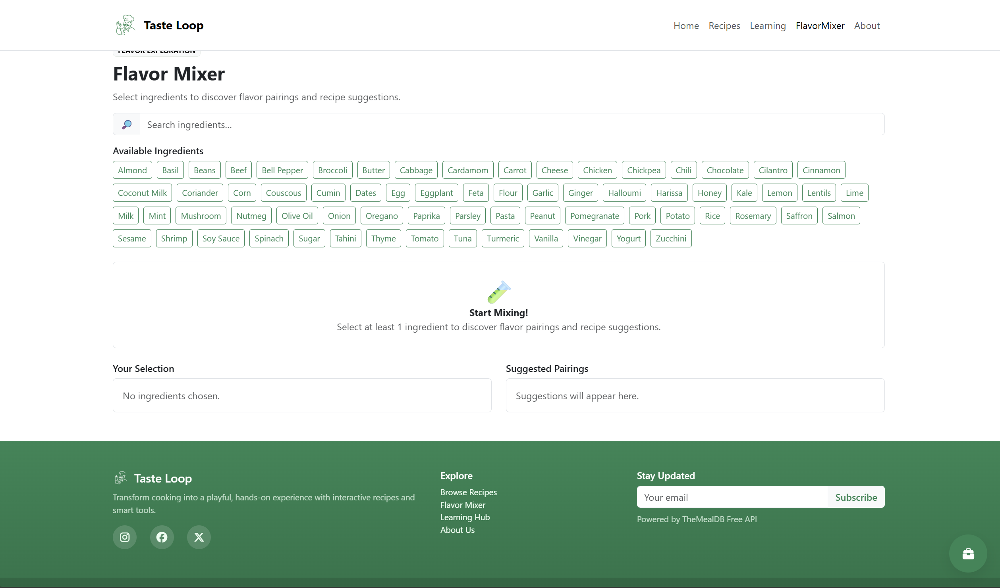 Taste Loop
Home Recipes Learning FlavorMixer About
FLAVOR EXPLORATION
Flavor Mixer
Select ingredients to discover flavor pairings and recipe suggestions.
Search ingredients...
Available Ingredients
Almond Basil Beans Beef Bell Pepper Broccoli Butter Cabbage Cardamom Carrot Cheese Chicken Chickpea Chili Chocolate Cilantro Cinnamon
Coconut Milk Coriander Corn Couscous Cumin Dates Egg Eggplant Feta Flour Garlic Ginger Halloumi Harissa Honey Kale Lemon Lentils Lime
Milk Mint Mushroom Nutmeg Olive Oil Onion Oregano Paprika Parsley Pasta Peanut Pomegranate Pork Potato Rice Rosemary Saffron Salmon
Sesame Shrimp Soy Sauce Spinach Sugar Tahini Thyme Tomato Tuna Turmeric Vanilla Vinegar Yogurt Zucchini
Start Mixing!
Select at least 1 ingredient to discover flavor pairings and recipe suggestions.
Your Selection
No ingredients chosen.
Suggested Pairings
Suggestions will appear here.
Taste Loop
Transform cooking into a playful, hands-on experience with interactive recipes and
smart tools.
Explore
Browse Recipes
Flavor Mixer
Learning Hub
About Us
Stay Updated
Your email Subscribe
Powered by TheMealDB Free API